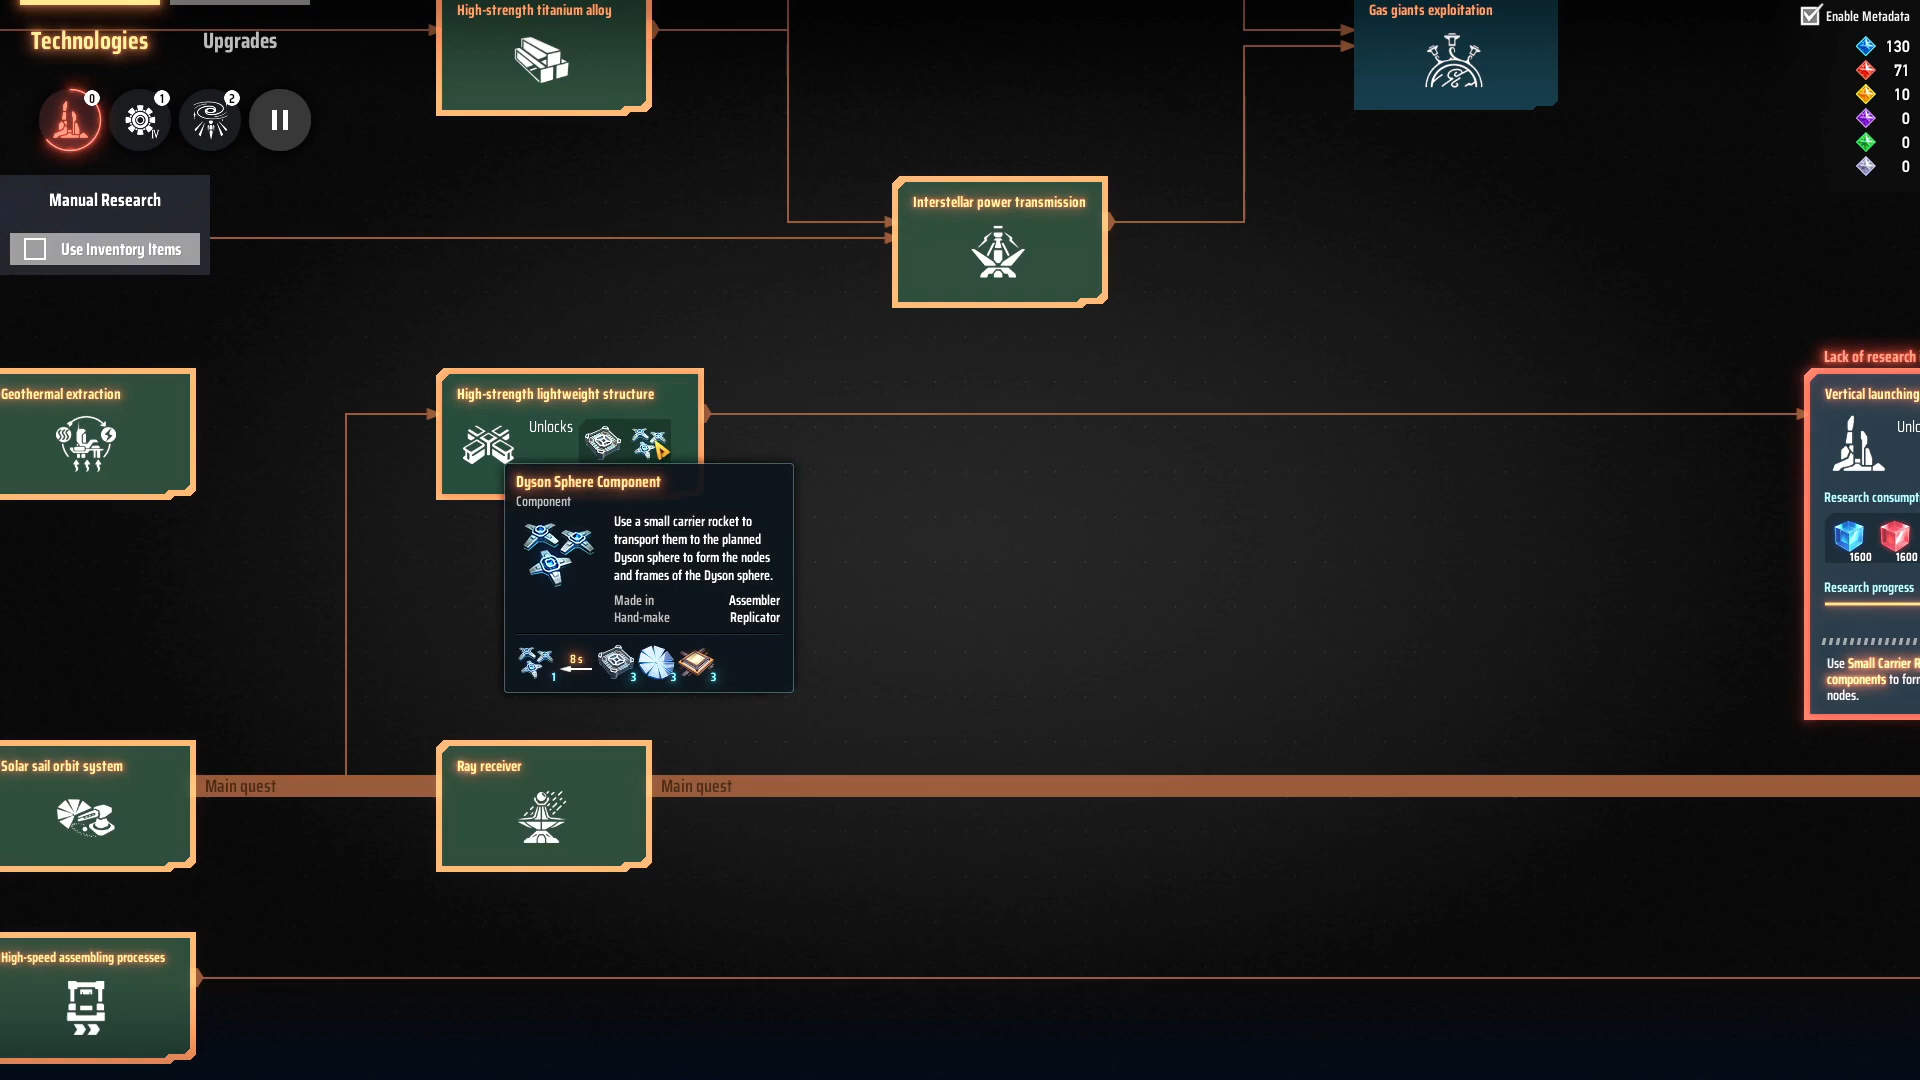 High-strength titanium alloy
Gas giants exploitation
Enable Metadata
Technologies
Upgrades
130
71
10
0
0
0
0
1
2
IV
Manual Research
Use Inventory Items
Interstellar power transmission
Lack of research
Geothermal extraction
High-strength lightweight structure
Unlocks
Vertical launching
Unlo
Dyson Sphere Component
Component
Use a small carrier rocket to
transport them to the planned
Dyson sphere to form the nodes
and frames of the Dyson sphere.
Made in Assembler
Hand-make Replicator
8 s
1 3 3 3
Research consumpti
1600 1600
Research progress
Use Small Carrier R
components to for
nodes.
Solar sail orbit system
Main quest
Ray receiver
Main quest
High-speed assembling processes